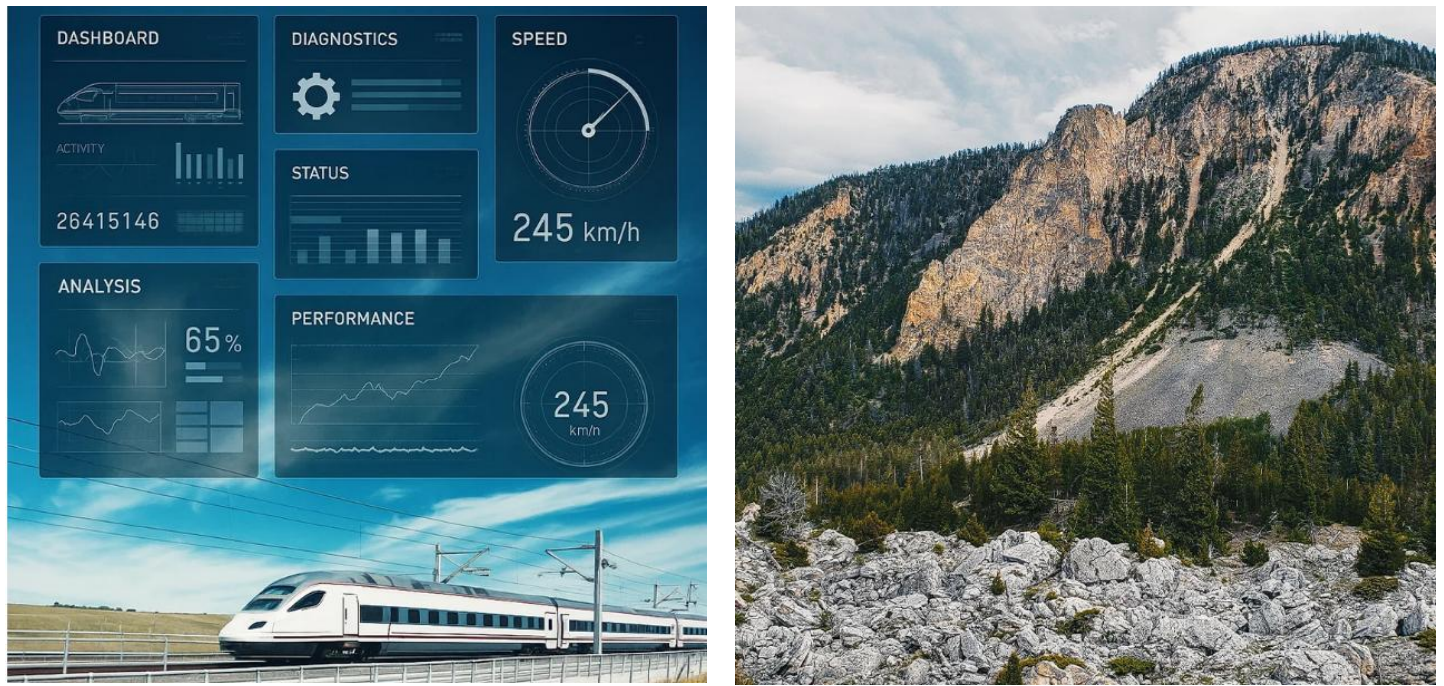 DASHBOARD
ACTIVITY
26415146
DIAGNOSTICS
STATUS
SPEED
245 km/h
ANALYSIS
65%
PERFORMANCE
245
km/n